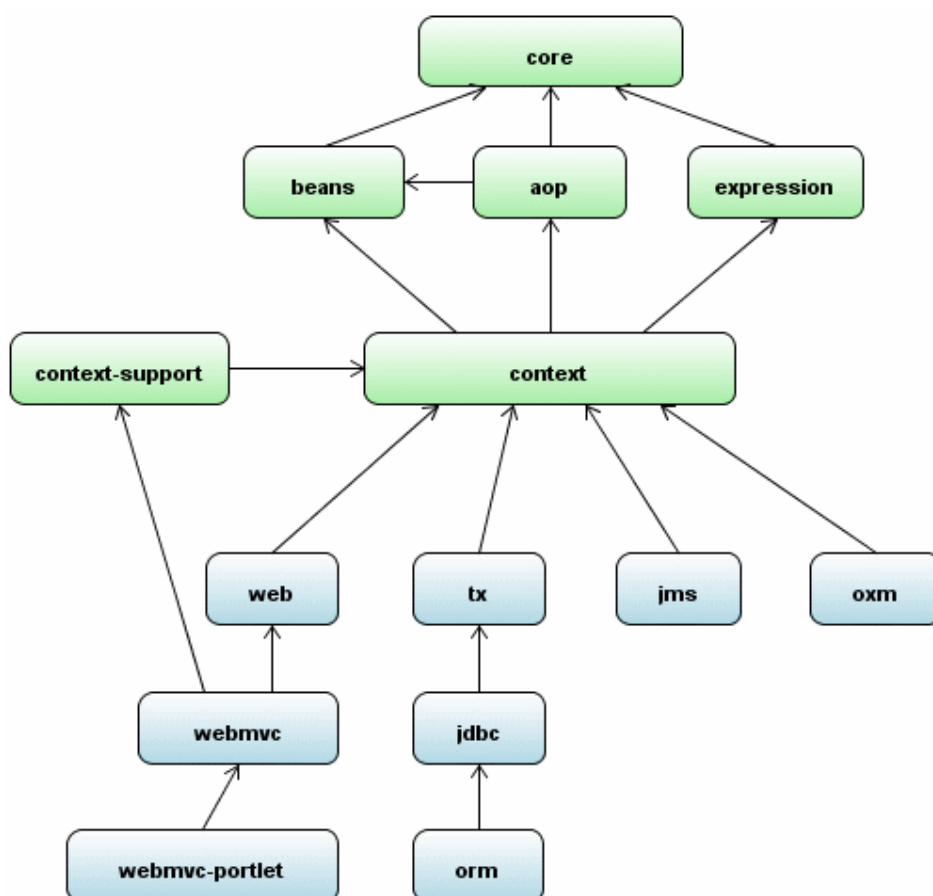 core
beans
aop
expression
context-support
context
web
tx
jms
oxm
webmvc
jdbc
webmvc-portlet
orm